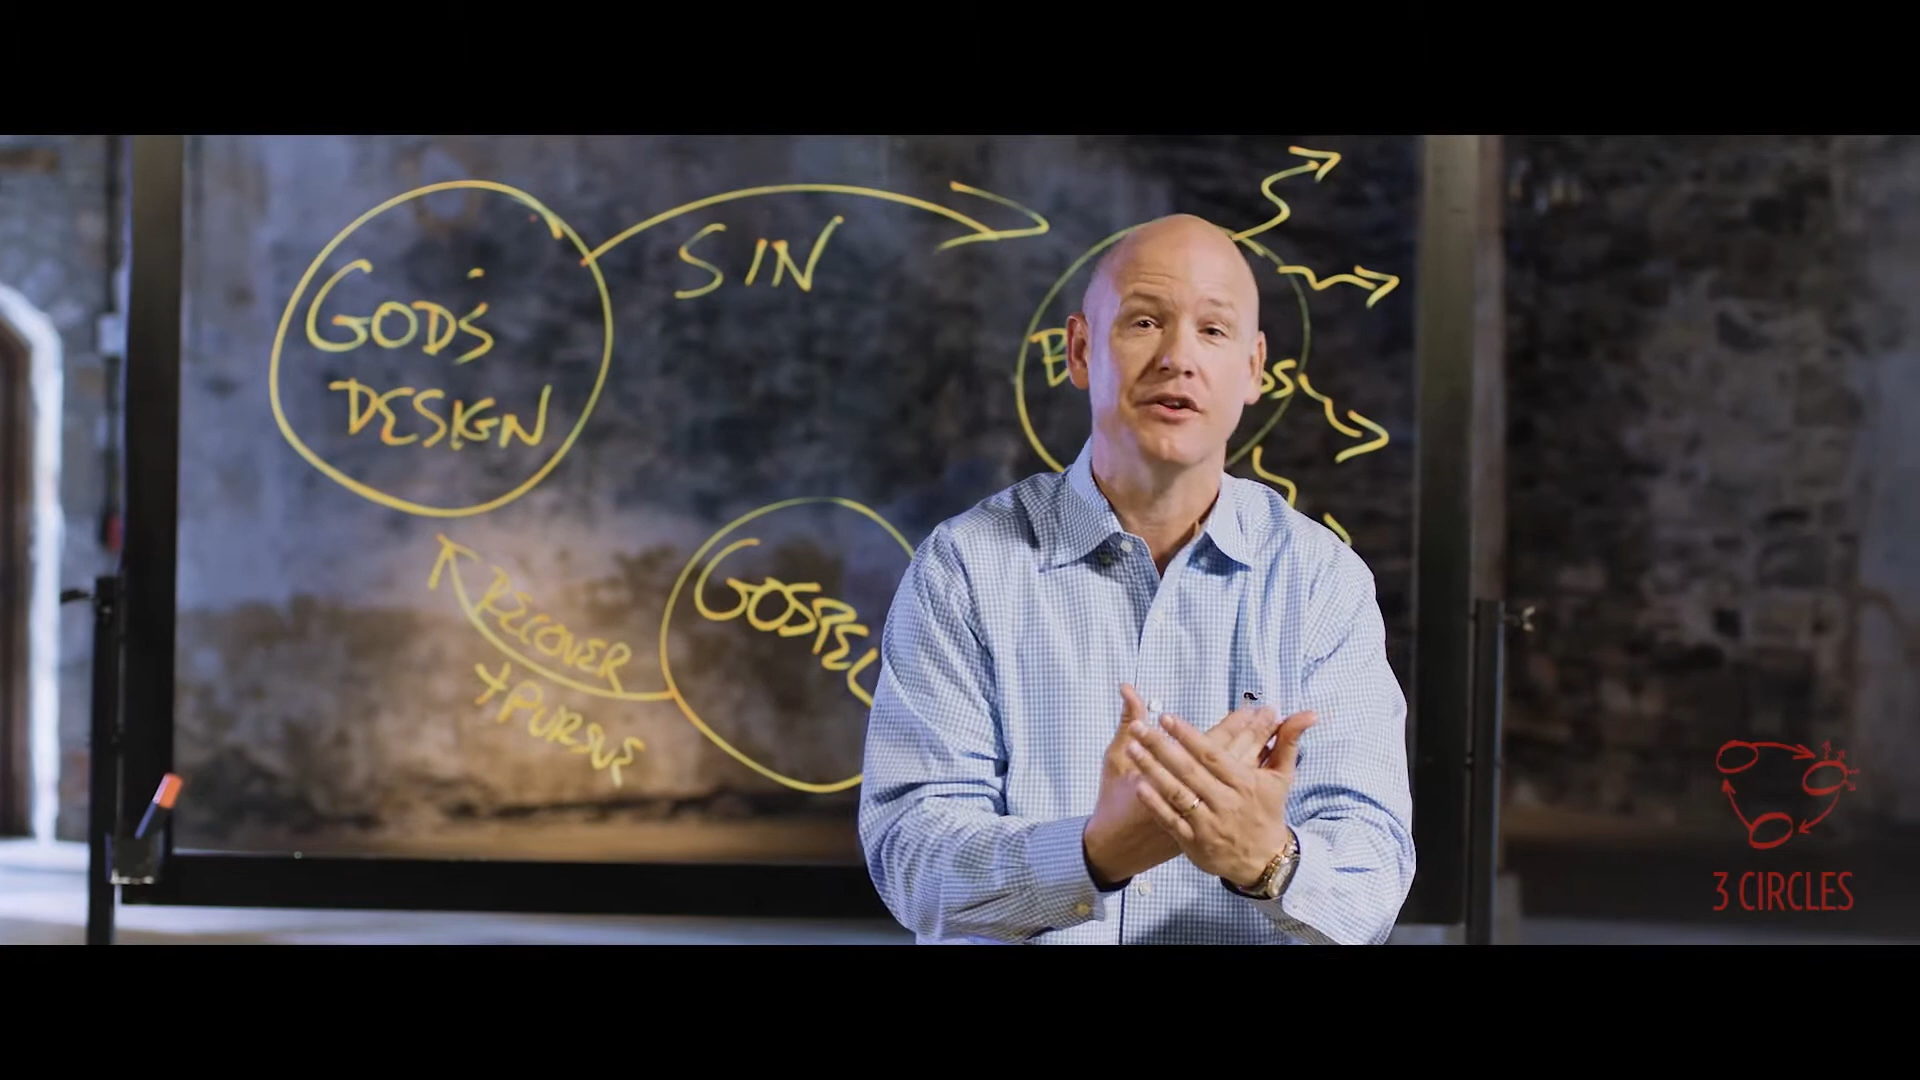 GOD'S
DESIGN
SIN
GOSPEL
RECOVER
+ PURSUE
3 CIRCLES